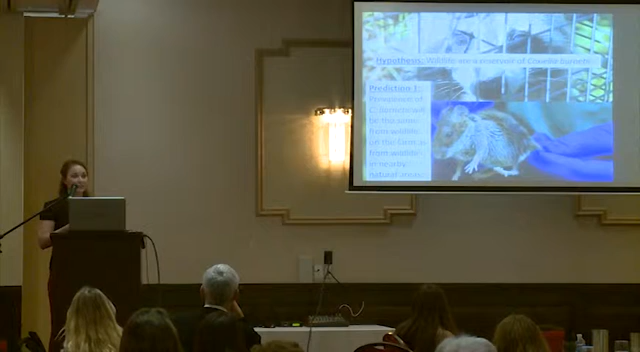 Hypothesis: Wildlife are a reservoir of Coxiella burnetii
Prediction 1:
Prevalence of
C. Burnetii will
be the same
from wildlife
on the farm as
from wildlife
in nearby
natural areas.